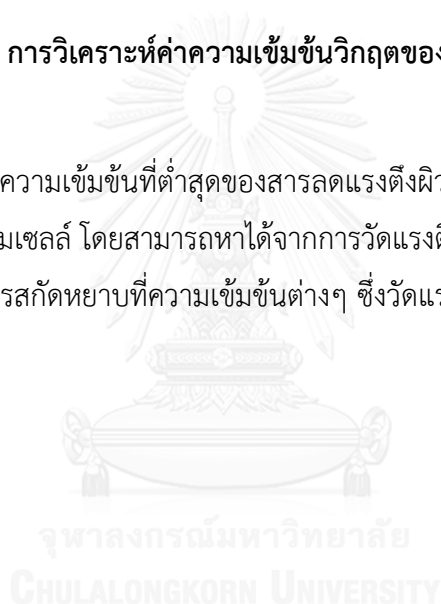 การวิเคราะห์ค่าความเข้มข้นวิกฤตของ
ความเข้มข้นที่ต่ำสุดของสารลดแรงตึงผิว
มเซลล์ โดยสามารถหาได้จากการวัดแรงตึ
รสกัดหยาบที่ความเข้มข้นต่างๆ ซึ่งวัดแร
จุฬาลงกรณ์มหาวิทยาลัย
CHULALONGKORN UNIVERSITY